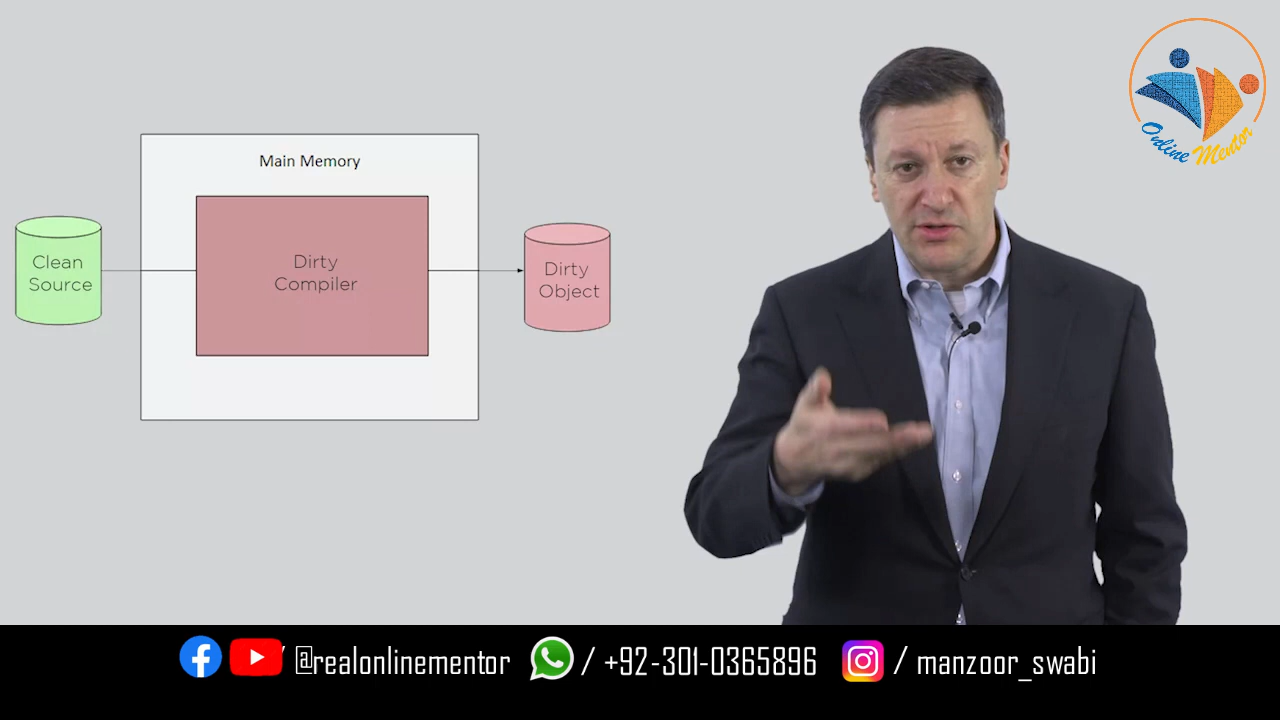 Main Memory
Clean
Source
Dirty
Compiler
Dirty
Object
Online Mentor
/ @realonlinementor
/ +92-301-0365896
/ manzoor_swabi